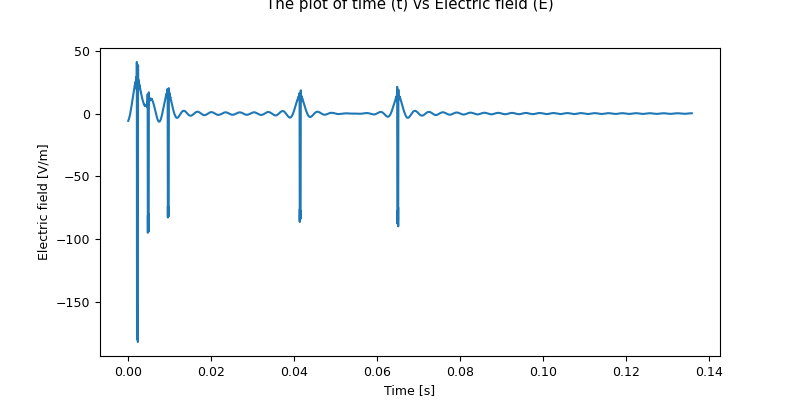 The plot of time (t) vs Electric field (E)
50
0
−50
−100
−150
Electric field [V/m]
0.00 0.02 0.04 0.06 0.08 0.10 0.12 0.14
Time [s]